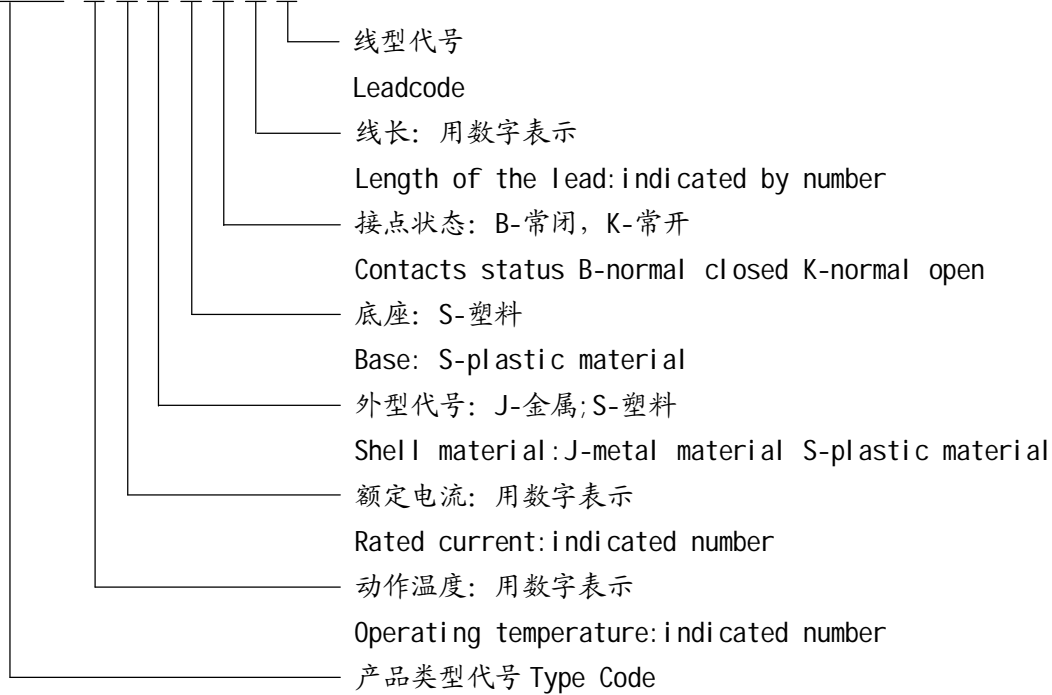 线型代号
Leadcode
线长：用数字表示
Length of the lead:indicated by number
接点状态：B-常闭，K-常开
Contacts status B-normal closed K-normal open
底座：S-塑料
Base: S-plastic material
外型代号：J-金属;S-塑料
Shell material:J-metal material S-plastic material
额定电流：用数字表示
Rated current:indicated number
动作温度：用数字表示
Operating temperature:indicated number
产品类型代号 Type Code